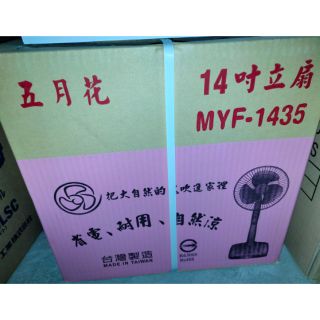 五月花
14吋立扇
MYF-1435
把大自然的 吹進家裡
省電、耐用、自然涼
台灣製造
MADE IN TAIWAN